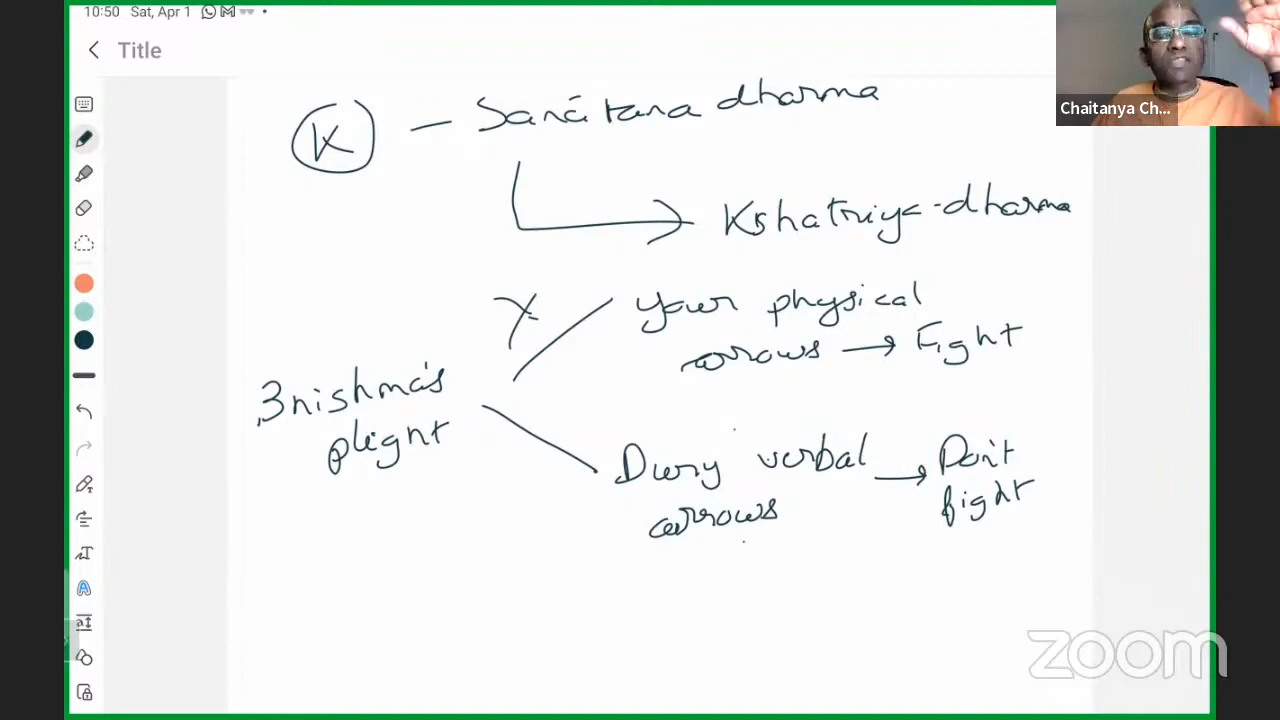 10:50 Sat, Apr 1
Title
Chaitanya Ch...
K — Sanātana dharma
Kshatriya-dharma
X
Your physical
arrows → Fight
Bhishma's
plight
Dury verbal → Don't
arrows fight
zoom